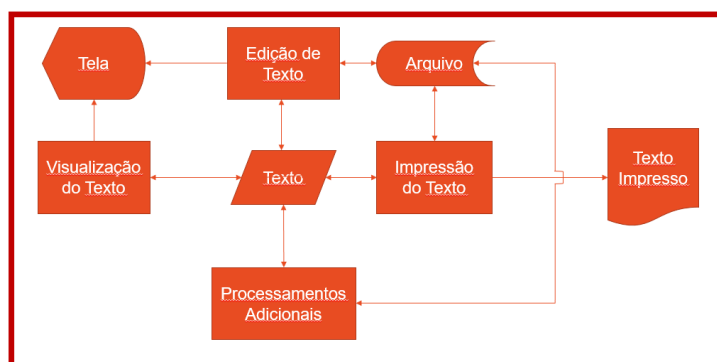 Tela
Edição de
Texto
Arquivo
Visualização
do Texto
Texto
Impressão
do Texto
Texto
Impresso
Processamentos
Adicionais